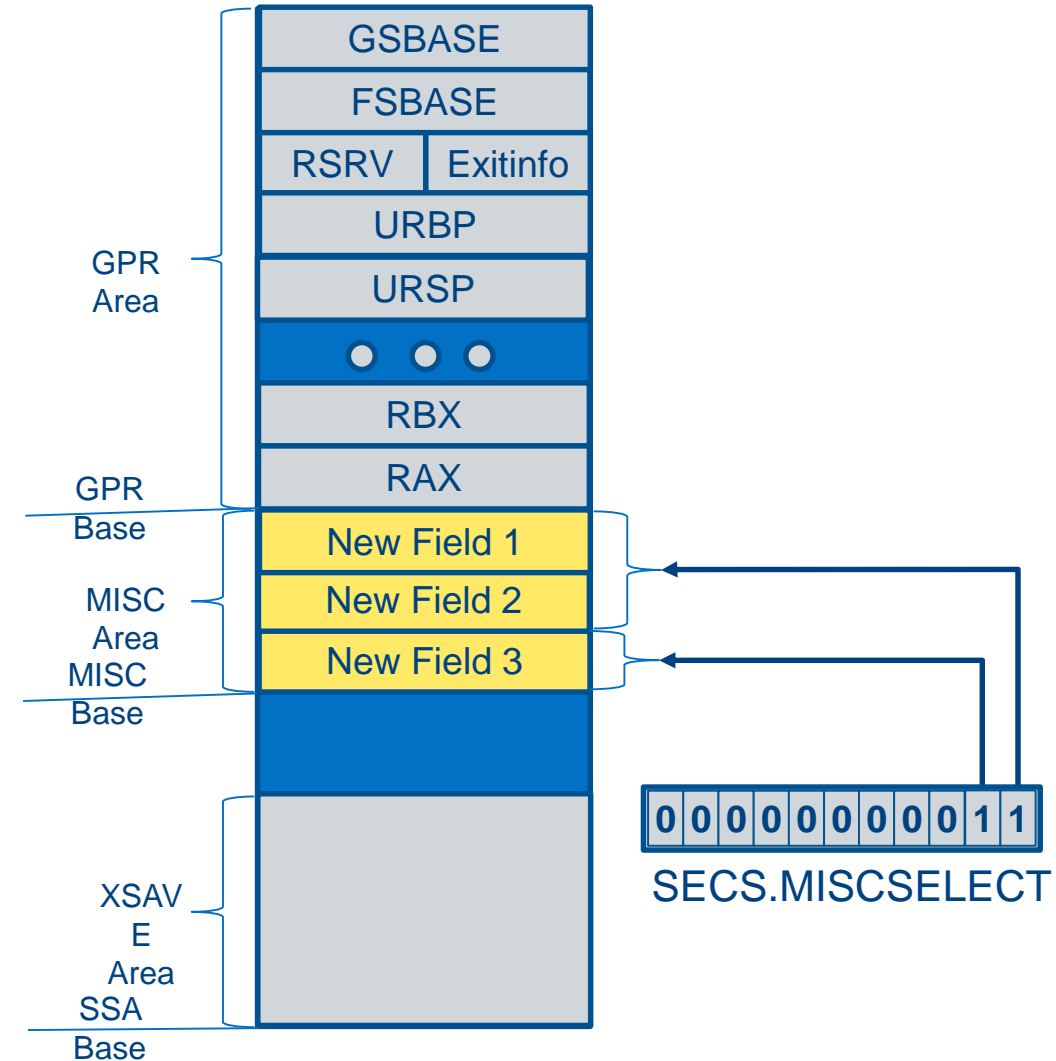 GSBASE
FSBASE
RSRV
Exitinfo
URBP
GPR
Area
URSP
RBX
RAX
GPR
Base
New Field 1
New Field 2
MISC
Area
New Field 3
MISC
Base
0 0 0 0 0 0 0 0 0 1 1
SECS.MISCSELECT
XSAV
E
Area
SSA
Base